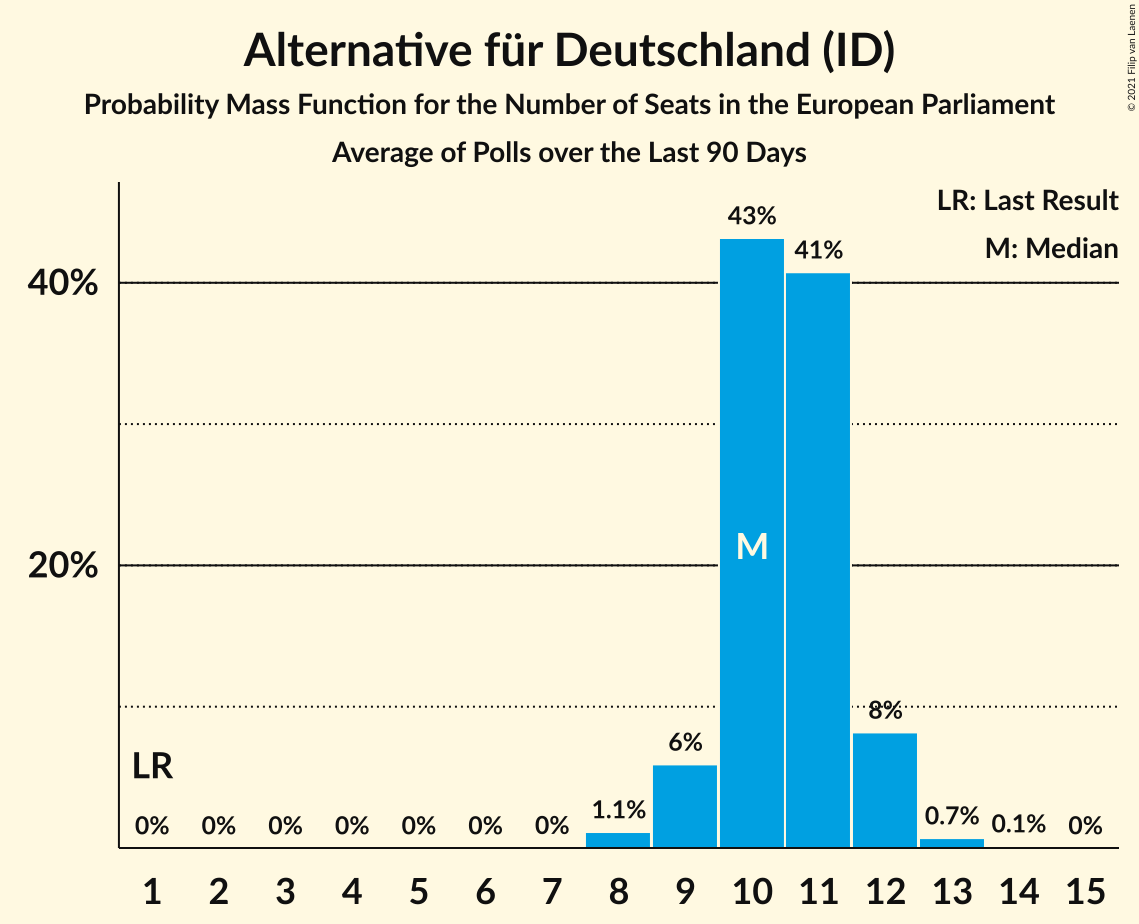 Alternative für Deutschland (ID)
Probability Mass Function for the Number of Seats in the European Parliament
Average of Polls over the Last 90 Days
© 2021 Filip van Laenen
LR: Last Result
M: Median
43%
41%
40%
M
20%
8%
6%
LR
1.1%
0.7%
0.1%
0% 0% 0% 0% 0% 0% 0% 0%
1 2 3 4 5 6 7 8 9 10 11 12 13 14 15